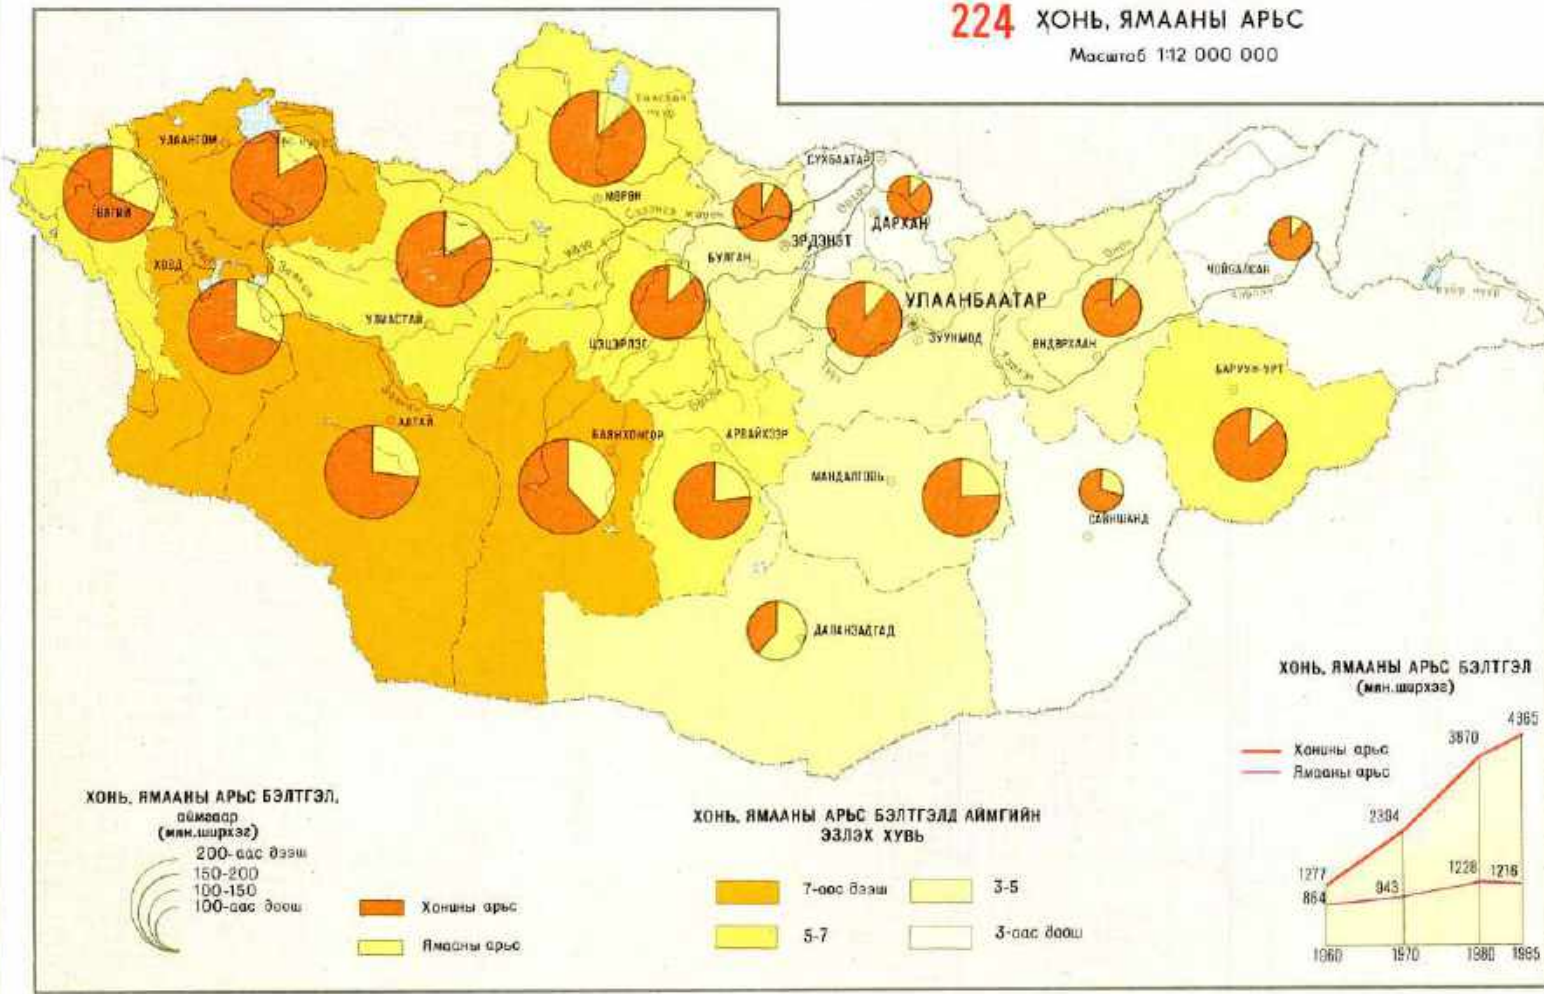 224 ХОНЬ, ЯМААНЫ АРЬС
Масштаб 1:12 000 000
УЛААНГОМ
ӨЛГИЙ
ХОВД
УЛИАСТАЙ
АЛТАЙ
МӨРӨН
СҮХБААТАР
ДАРХАН
ЭРДЭНЭТ
БУЛГАН
ЦЭЦЭРЛЭГ
УЛААНБААТАР
ЗУУНМОД
ӨНДӨРХААН
ЧОЙБАЛСАН
БАРУУН-УРТ
БАЯНХОНГОР
АРВАЙХЭЭР
МАНДАЛГОВЬ
САЙНШАНД
ДАЛАНЗАДГАД
ХОНЬ, ЯМААНЫ АРЬС БЭЛТГЭЛ
(мян.ширхэг)
4365
3870
2394
1277
1228
1216
943
864
1960
1970
1980
1985
Хонины арьс
Ямааны арьс
ХОНЬ, ЯМААНЫ АРЬС БЭЛТГЭЛ,
аймгаар
(мян.ширхэг)
200-аас дээш
150-200
100-150
100-аас доош
Хонины арьс
Ямааны арьс
ХОНЬ, ЯМААНЫ АРЬС БЭЛТГЭЛД АЙМГИЙН
ЭЗЛЭХ ХУВЬ
7-оос дээш
3-5
5-7
3-аас доош